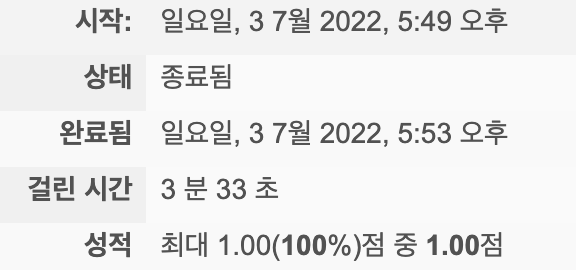 시작: 일요일, 3 7월 2022, 5:49 오후
상태 종료됨
완료됨 일요일, 3 7월 2022, 5:53 오후
걸린 시간 3 분 33 초
성적 최대 1.00(100%)점 중 1.00점